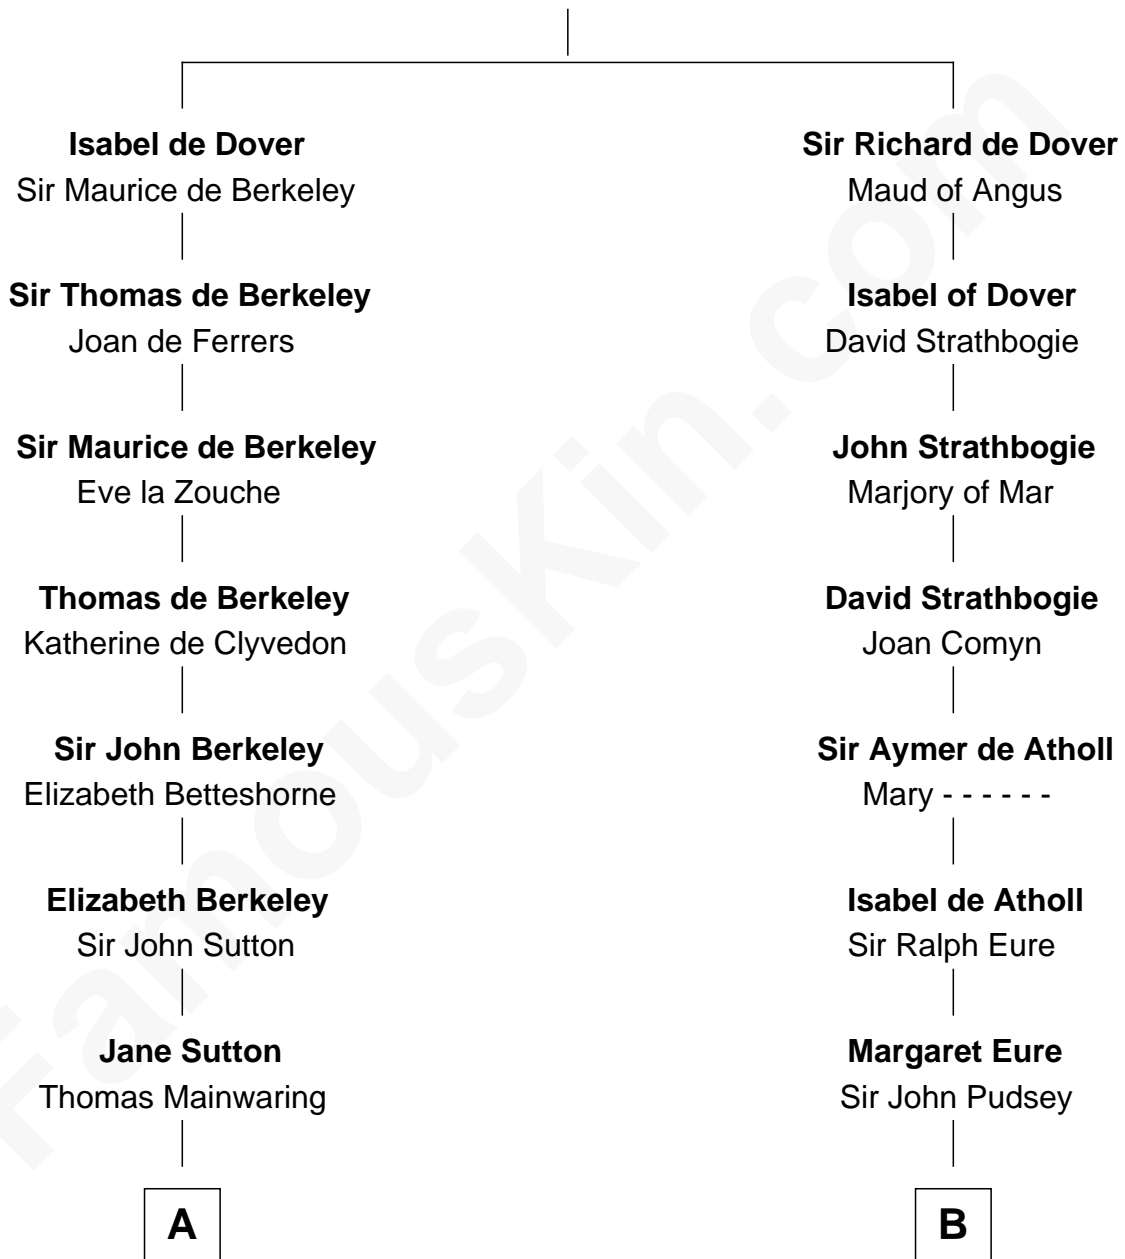 Isabel de Dover
Sir Maurice de Berkeley
Sir Thomas de Berkeley
Joan de Ferrers
Sir Maurice de Berkeley
Eve la Zouche
Thomas de Berkeley
Katherine de Clyvedon
Sir John Berkeley
Elizabeth Betteshorne
Elizabeth Berkeley
Sir John Sutton
Jane Sutton
Thomas Mainwaring
A
Sir Richard de Dover
Maud of Angus
Isabel of Dover
David Strathbogie
John Strathbogie
Marjory of Mar
David Strathbogie
Joan Comyn
Sir Aymer de Atholl
Mary - - - - - -
Isabel de Atholl
Sir Ralph Eure
Margaret Eure
Sir John Pudsey
B
FamousKin.com